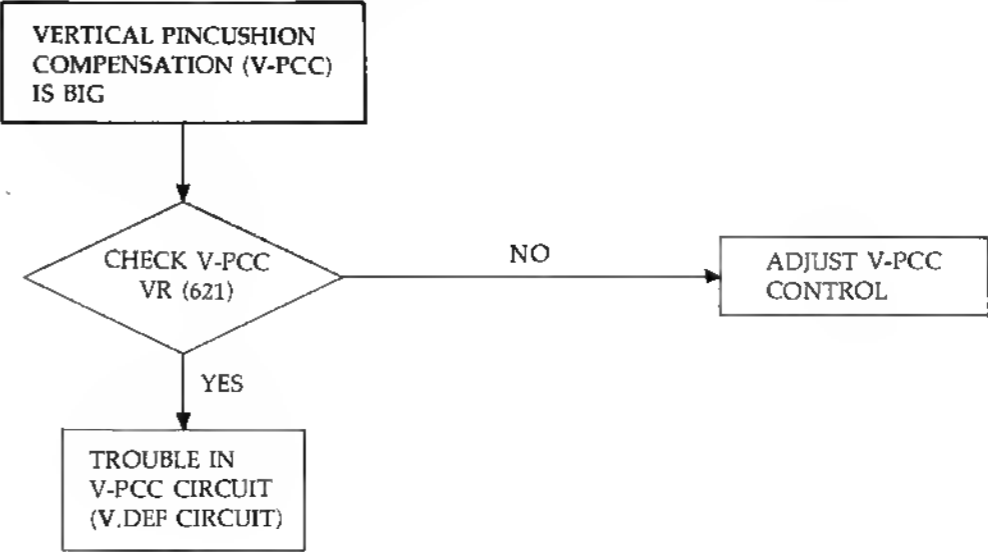 VERTICAL PINCUSHION
COMPENSATION (V-PCC)
IS BIG
CHECK V-PCC
VR (621)
NO
ADJUST V-PCC
CONTROL
YES
TROUBLE IN
V-PCC CIRCUIT
(V.DEF CIRCUIT)